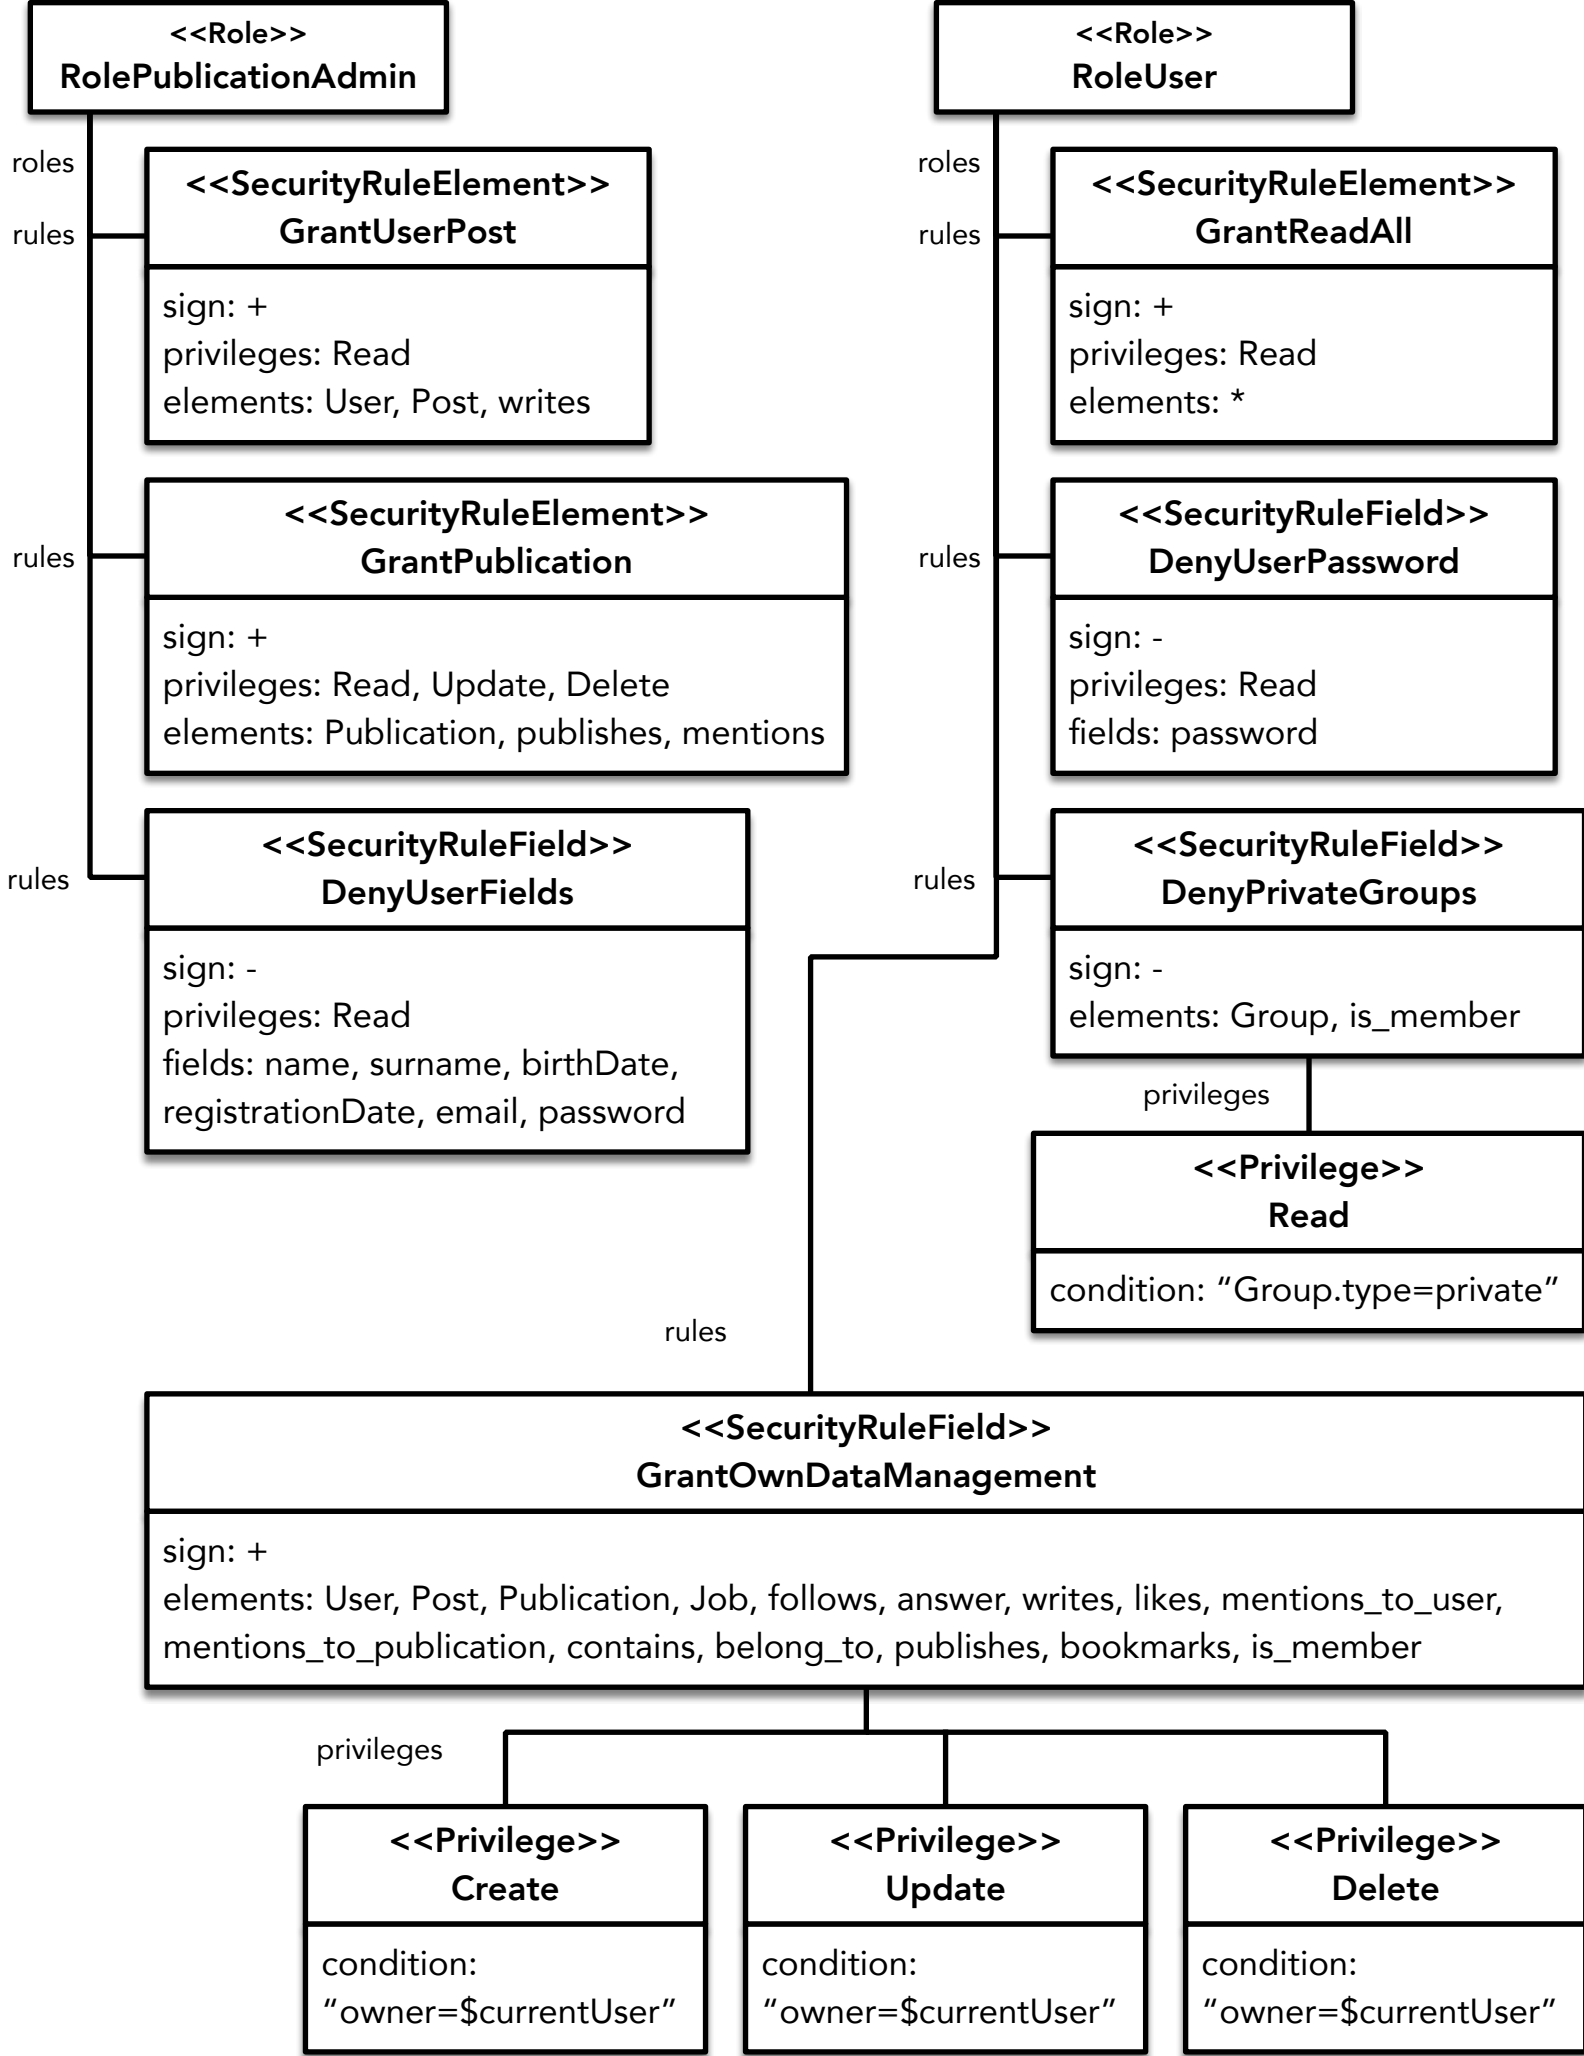 <<Role>>
RolePublicationAdmin
roles
rules
<<SecurityRuleElement>>
GrantUserPost
sign: +
privileges: Read
elements: User, Post, writes
rules
<<SecurityRuleElement>>
GrantPublication
sign: +
privileges: Read, Update, Delete
elements: Publication, publishes, mentions
rules
<<SecurityRuleField>>
DenyUserFields
sign: -
privileges: Read
fields: name, surname, birthDate,
registrationDate, email, password
<<Role>>
RoleUser
roles
rules
<<SecurityRuleElement>>
GrantReadAll
sign: +
privileges: Read
elements: *
rules
<<SecurityRuleField>>
DenyUserPassword
sign: -
privileges: Read
fields: password
rules
<<SecurityRuleField>>
DenyPrivateGroups
sign: -
elements: Group, is_member
privileges
<<Privilege>>
Read
condition: “Group.type=private”
rules
<<SecurityRuleField>>
GrantOwnDataManagement
sign: +
elements: User, Post, Publication, Job, follows, answer, writes, likes, mentions_to_user,
mentions_to_publication, contains, belong_to, publishes, bookmarks, is_member
privileges
<<Privilege>>
Create
condition:
“owner=$currentUser”
<<Privilege>>
Update
condition:
“owner=$currentUser”
<<Privilege>>
Delete
condition:
“owner=$currentUser”